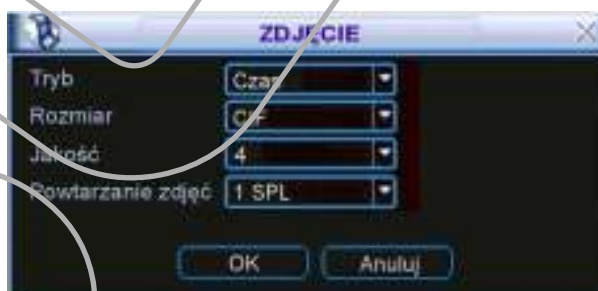 ZDJĘCIE
Tryb Czas
Rozmiar CIF
Jakość 4
Powtarzanie zdjęć 1 SPL
OK Anuluj